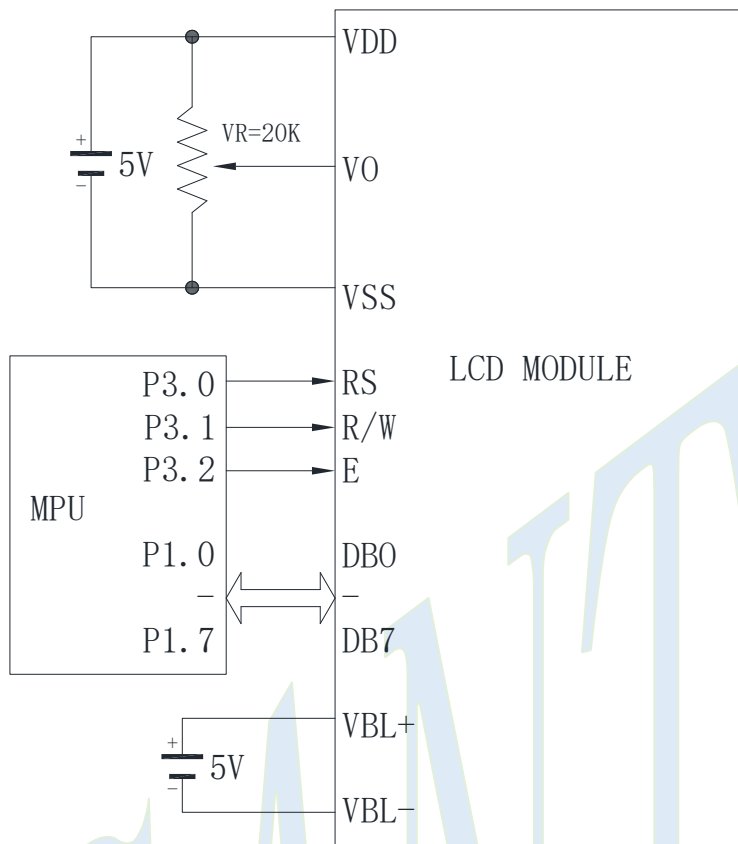 VDD
VR=20K
+
5V
-
VO
VSS
LCD MODULE
P3.0
RS
P3.1
R/W
P3.2
E
MPU
P1.0
DB0
-
-
P1.7
DB7
VBL+
+
5V
-
VBL-